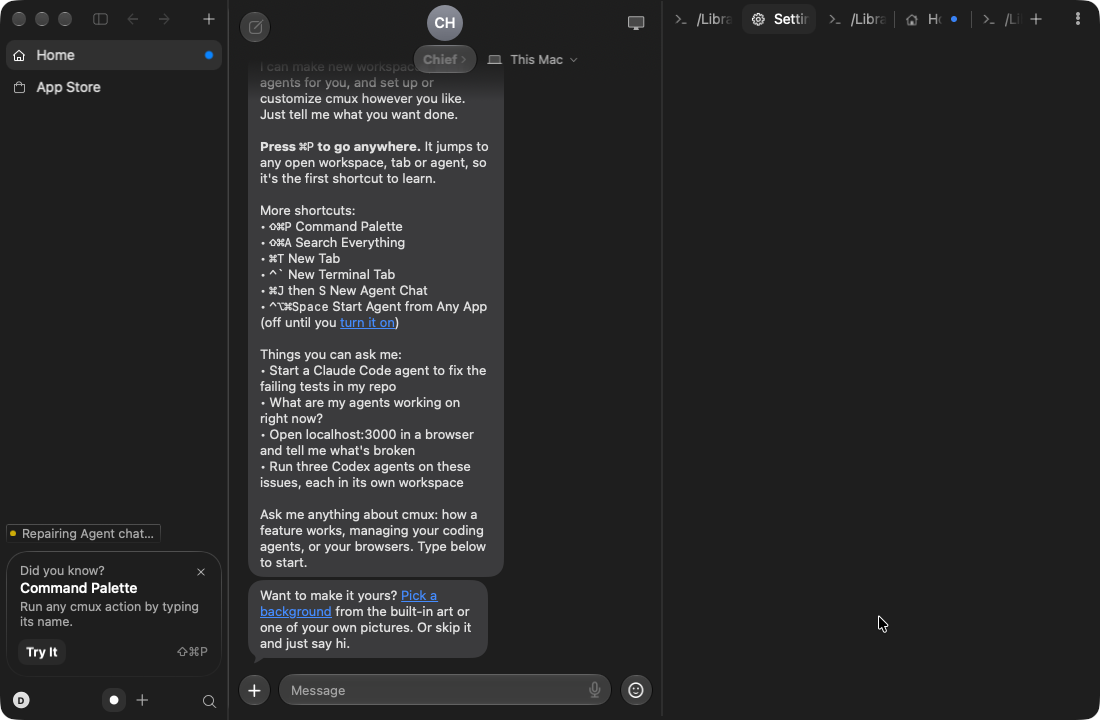 CH
>_ /Libra
Settin
>_ /Libra
>_ /Li
Home
App Store
Chief >
This Mac
I can make new workspac
agents for you, and set up or
customize cmux however you like.
Just tell me what you want done.
Press ⌘P to go anywhere. It jumps to
any open workspace, tab or agent, so
it's the first shortcut to learn.
More shortcuts:
• ⇧⌘P Command Palette
• ⇧⌘A Search Everything
• ⌘T New Tab
• ^` New Terminal Tab
• ⌘J then S New Agent Chat
• ^⌥⌘Space Start Agent from Any App
(off until you turn it on)
Things you can ask me:
• Start a Claude Code agent to fix the
failing tests in my repo
• What are my agents working on
right now?
• Open localhost:3000 in a browser
and tell me what's broken
• Run three Codex agents on these
issues, each in its own workspace
Ask me anything about cmux: how a
feature works, managing your coding
agents, or your browsers. Type below
to start.
Want to make it yours? Pick a
background from the built-in art or
one of your own pictures. Or skip it
and just say hi.
Message
Repairing Agent chat...
Did you know?
Command Palette
Run any cmux action by typing
its name.
Try It
⇧⌘P
D